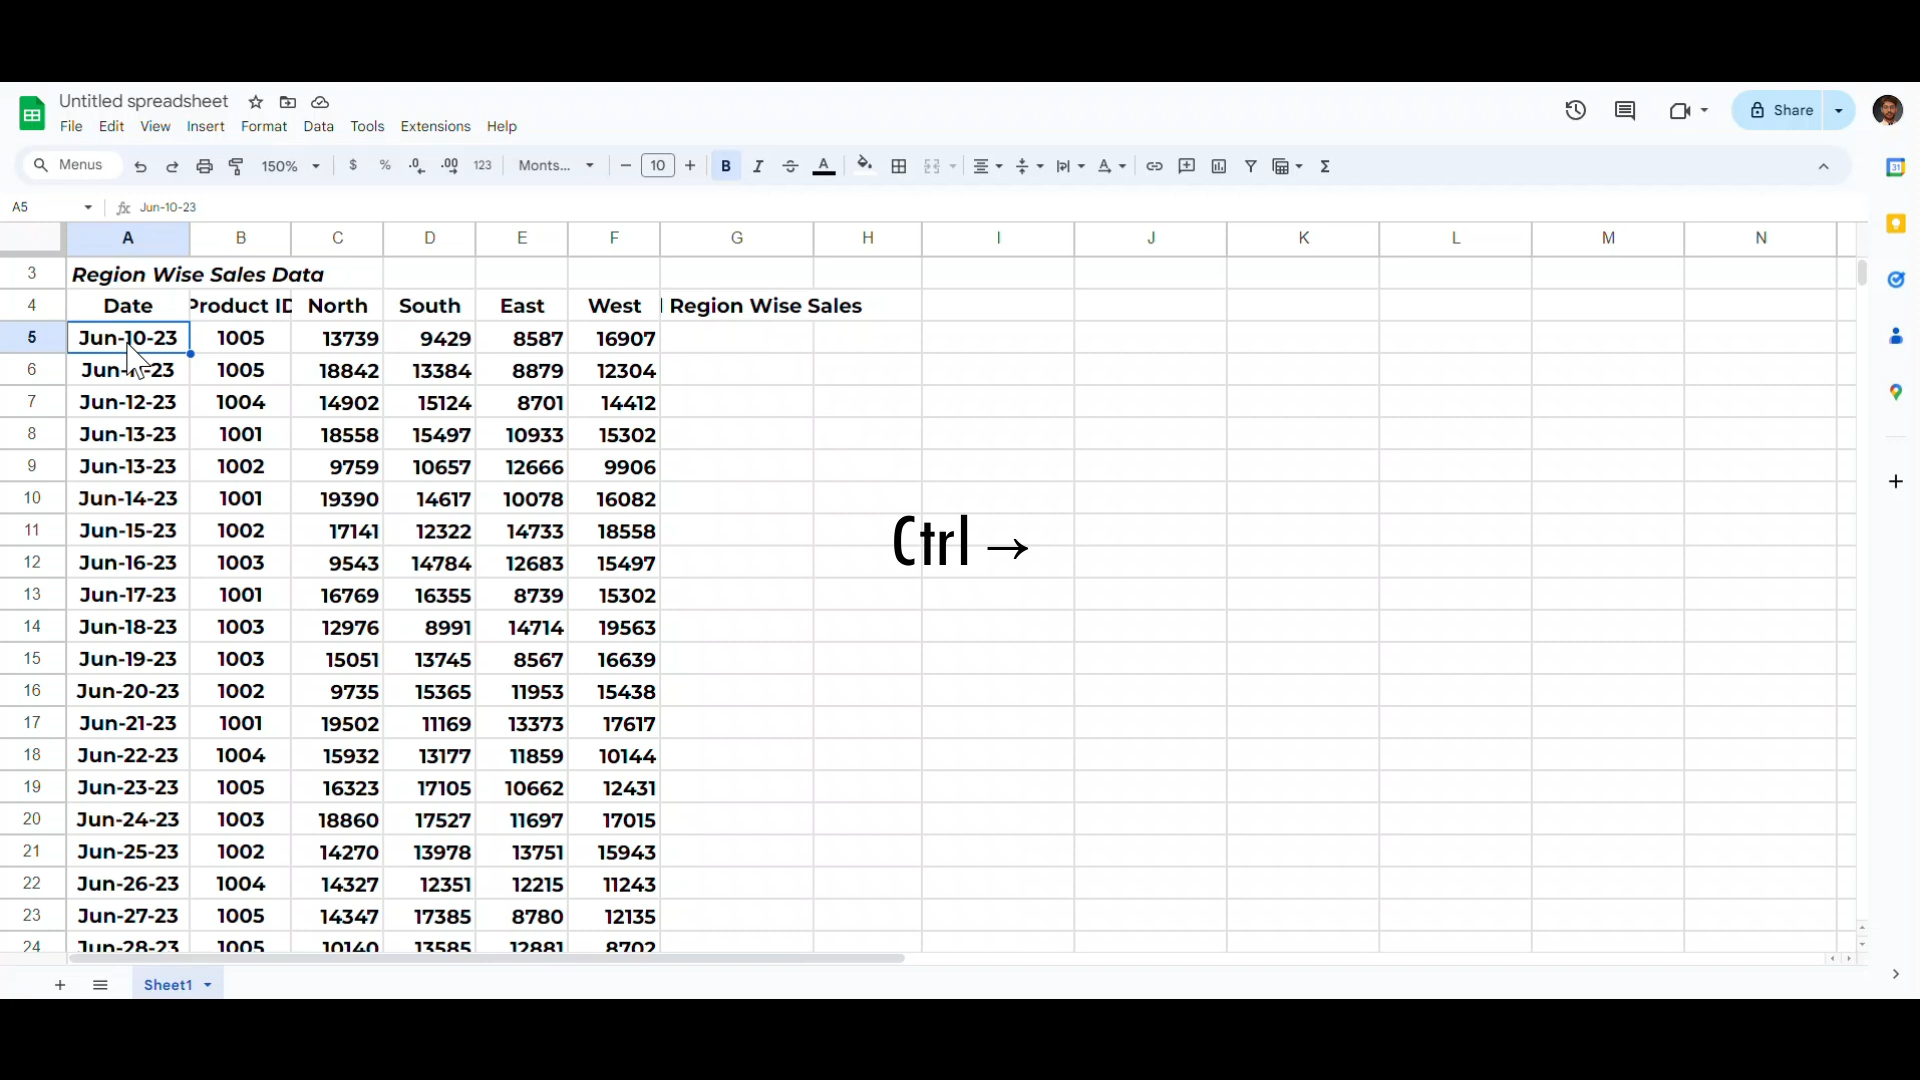 Untitled spreadsheet
File Edit View Insert Format Data Tools Extensions Help
Share
Menus 150% $ % .0 .00 123 Monts... 10 B I A Σ
31
A5 fx Jun-10-23
A B C D E F G H I J K L M N
3 Region Wise Sales Data
4 Date Product ID North South East West Region Wise Sales
5 Jun-10-23 1005 13739 9429 8587 16907
6 1005 18842 13384 8879 12304
7 Jun-12-23 1004 14902 15124 8701 14412
8 Jun-13-23 1001 18558 15497 10933 15302
9 Jun-13-23 1002 9759 10657 12666 9906
10 Jun-14-23 1001 19390 14617 10078 16082
11 Jun-15-23 1002 17141 12322 14733 18558
Ctrl →
12 Jun-16-23 1003 9543 14784 12683 15497
13 Jun-17-23 1001 16769 16355 8739 15302
14 Jun-18-23 1003 12976 8991 14714 19563
15 Jun-19-23 1003 15051 13745 8567 16639
16 Jun-20-23 1002 9735 15365 11953 15438
17 Jun-21-23 1001 19502 11169 13373 17617
18 Jun-22-23 1004 15932 13177 11859 10144
19 Jun-23-23 1005 16323 17105 10662 12431
20 Jun-24-23 1003 18860 17527 11697 17015
21 Jun-25-23 1002 14270 13978 13751 15943
22 Jun-26-23 1004 14327 12351 12215 11243
23 Jun-27-23 1005 14347 17385 8780 12135
24 Jun-28-23 1005 10140 13585 12881 8702
Sheet1